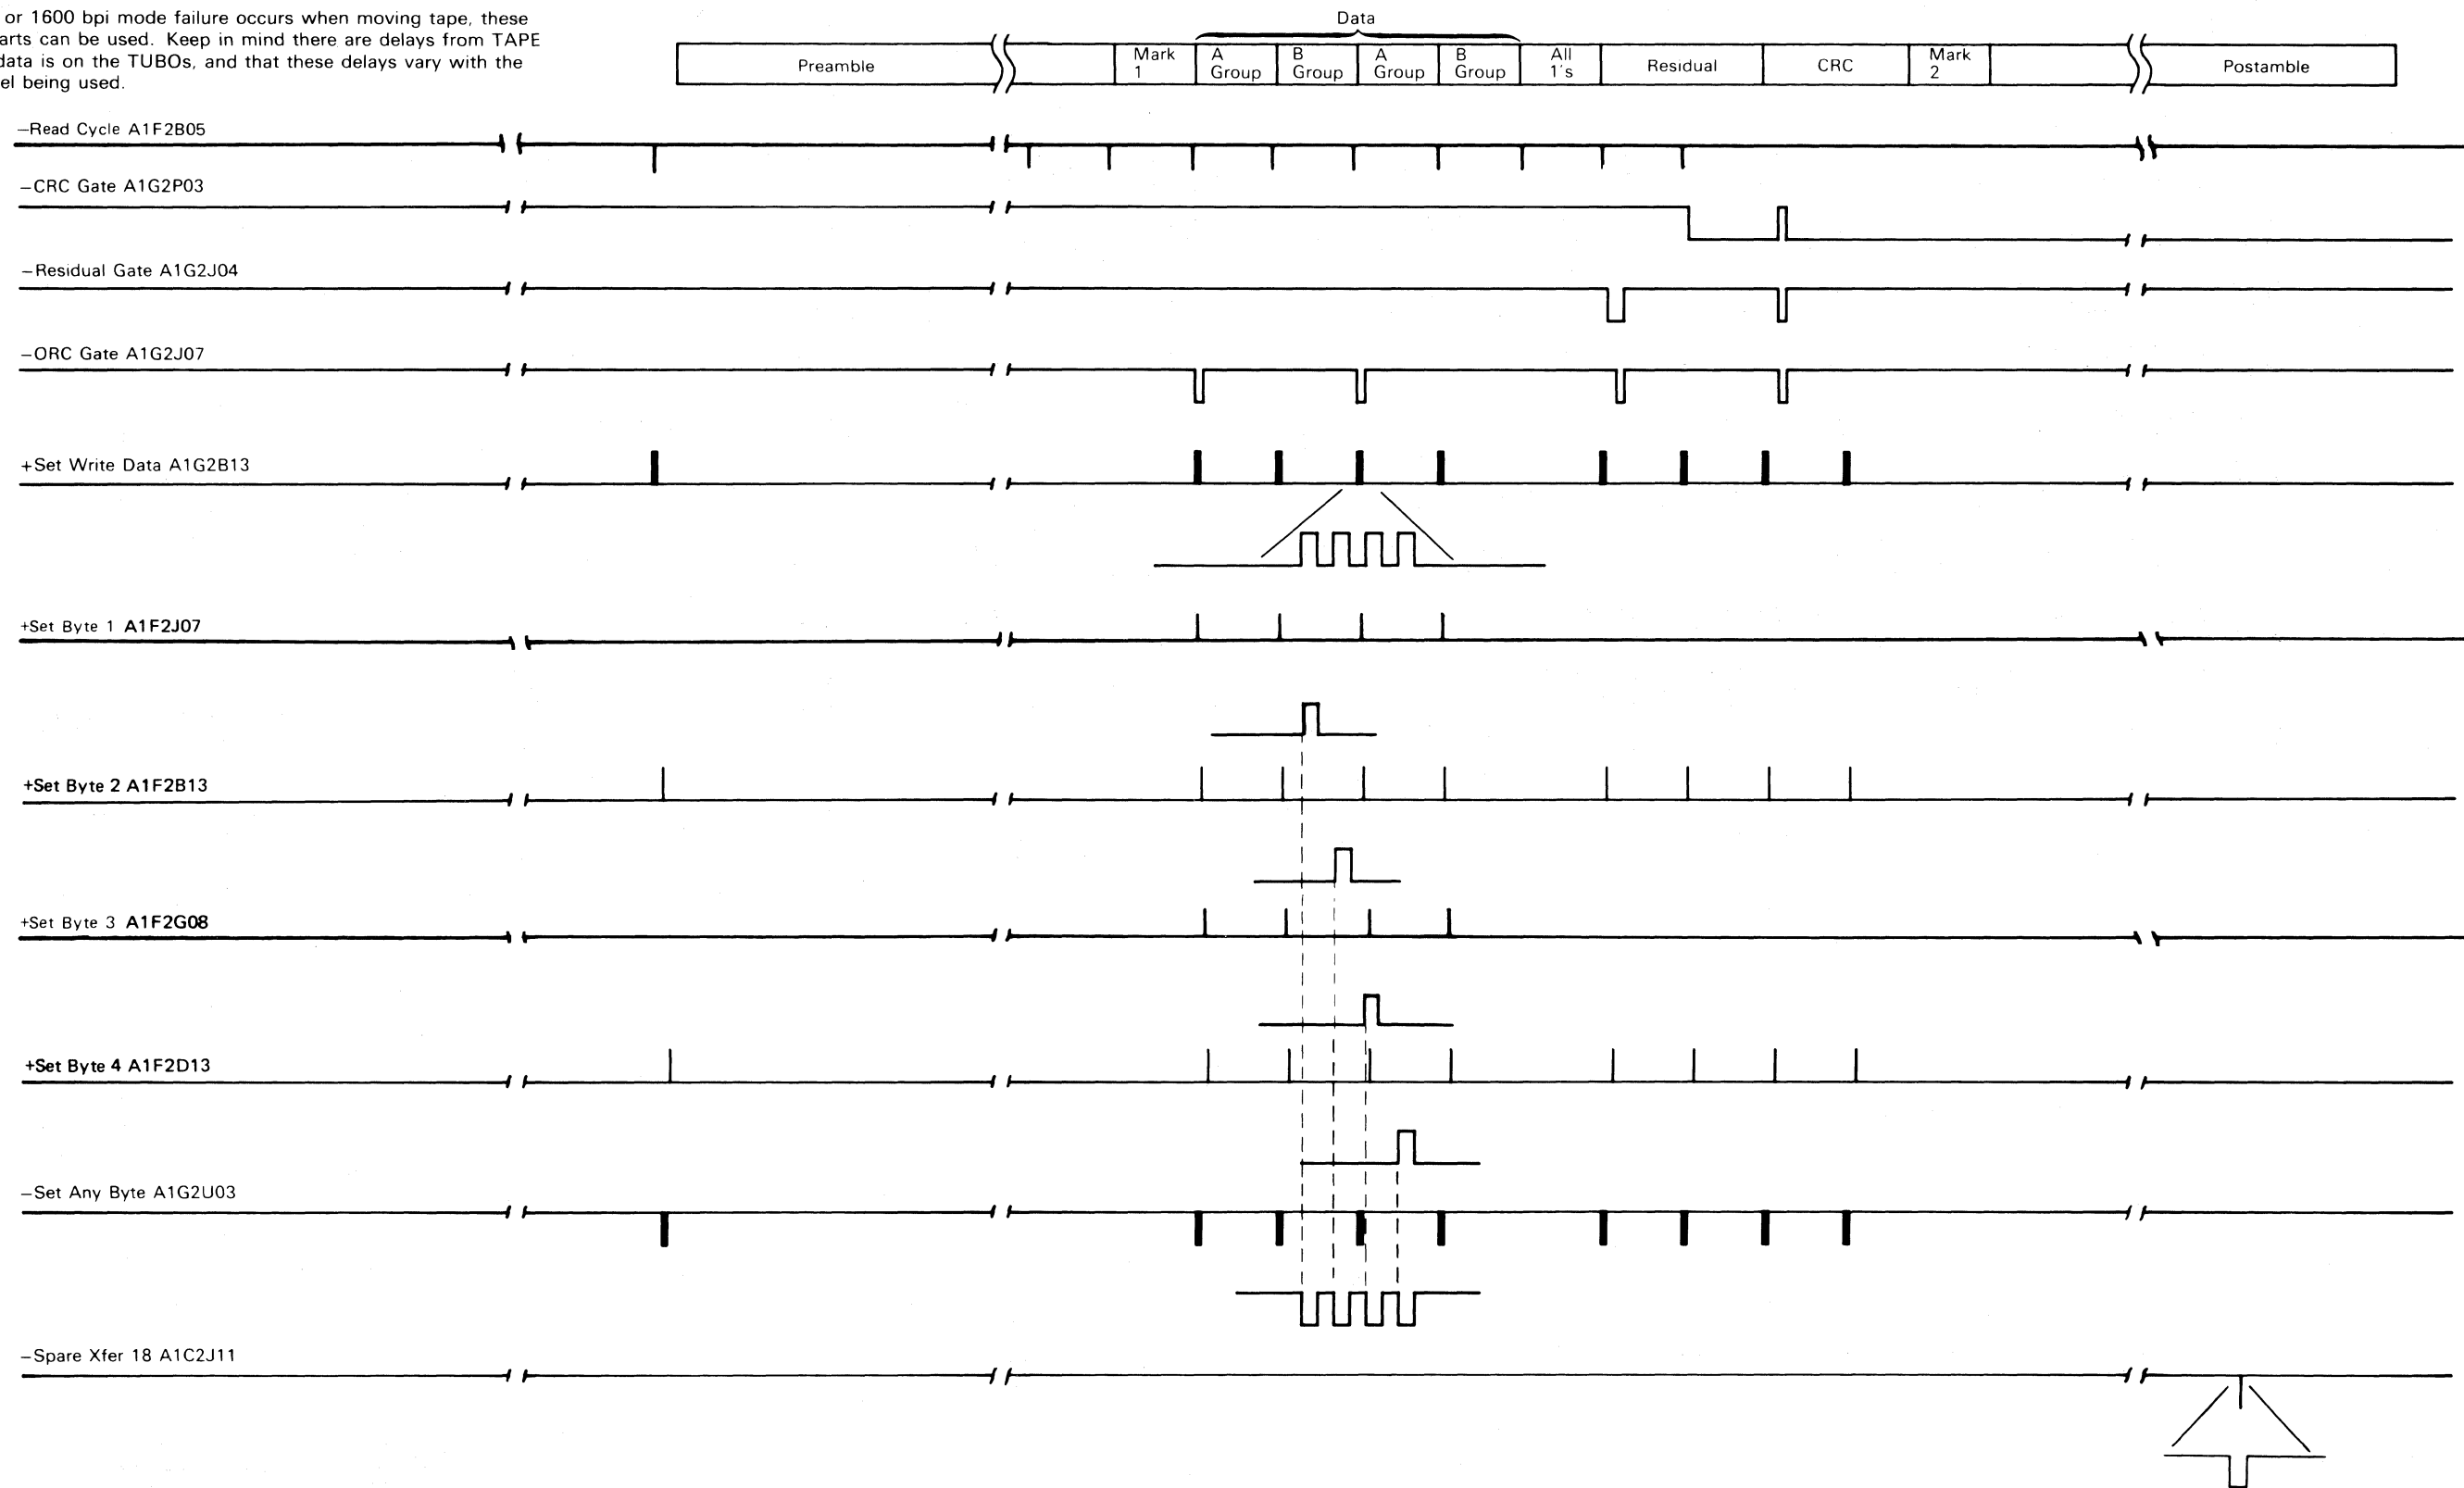 or 1600 bpi mode failure occurs when moving tape, these
arts can be used. Keep in mind there are delays from TAPE
data is on the TUBOs, and that these delays vary with the
el being used.
Data
Preamble
Mark 1
A Group
B Group
A Group
B Group
All 1's
Residual
CRC
Mark 2
Postamble
–Read Cycle A1F2B05
–CRC Gate A1G2P03
–Residual Gate A1G2J04
–ORC Gate A1G2J07
+Set Write Data A1G2B13
+Set Byte 1 A1F2J07
+Set Byte 2 A1F2B13
+Set Byte 3 A1F2G08
+Set Byte 4 A1F2D13
–Set Any Byte A1G2U03
–Spare Xfer 18 A1C2J11